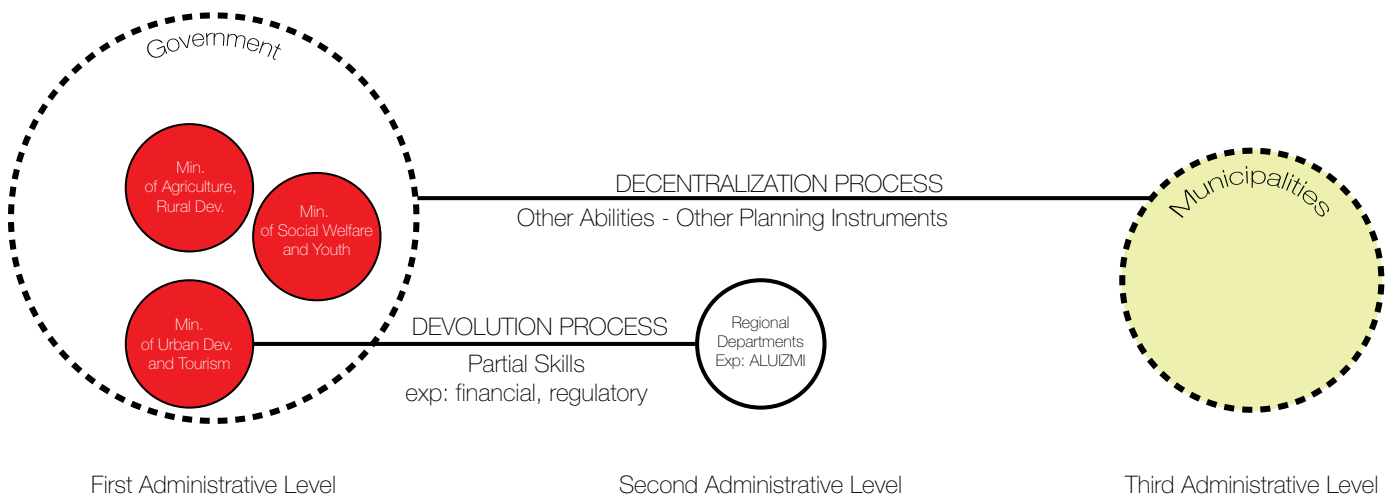 Government
Min.
of Agriculture,
Rural Dev.
Min.
of Social Welfare
and Youth
Min.
of Urban Dev.
and Tourism
DECENTRALIZATION PROCESS
Other Abilities - Other Planning Instruments
DEVOLUTION PROCESS
Partial Skills
exp: financial, regulatory
Regional
Departments
Exp: ALUIZMI
Municipalities
First Administrative Level
Second Administrative Level
Third Administrative Level